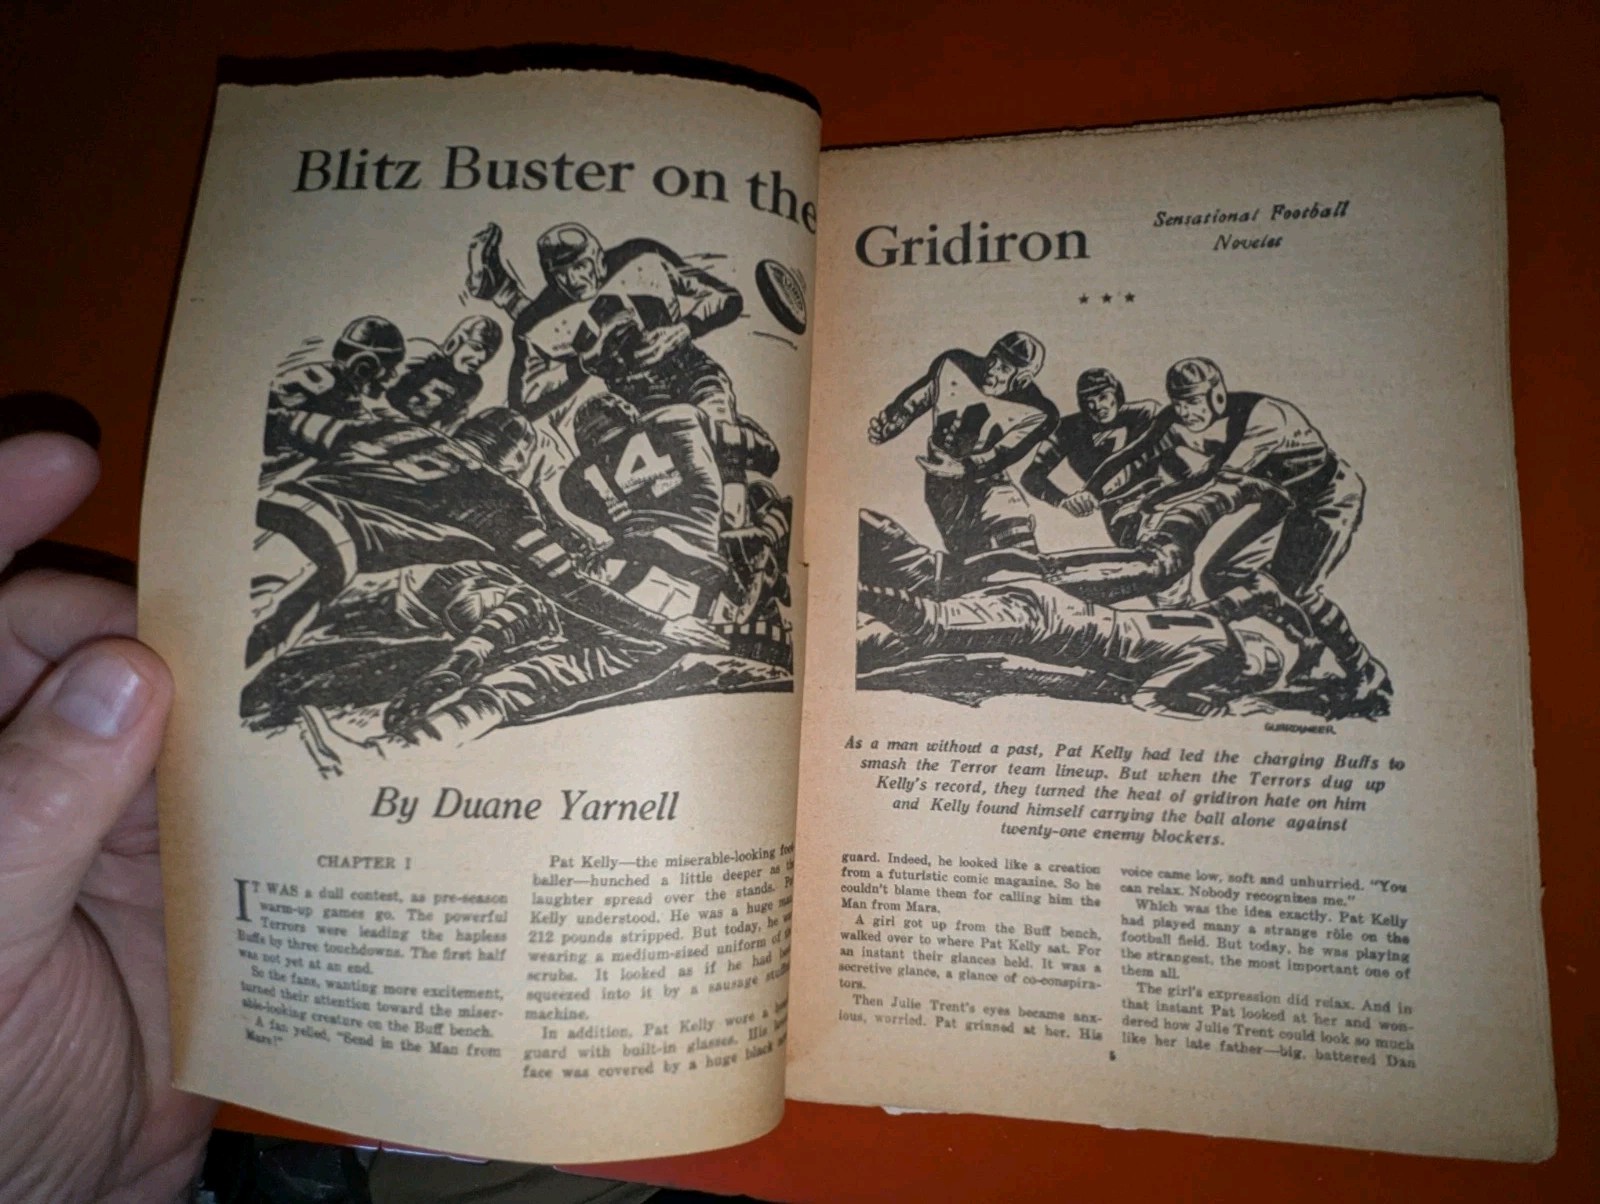 Blitz Buster on the
Gridiron
Sensational Football
Novelet
★ ★ ★
14
GUARDINEER
By Duane Yarnell
As a man without a past, Pat Kelly had led the charging Buffs to
smash the Terror team lineup. But when the Terrors dug up
Kelly's record, they turned the heat of gridiron hate on him
and Kelly found himself carrying the ball alone against
twenty-one enemy blockers.
CHAPTER I
IT WAS a dull contest, as pre-season
warm-up games go. The powerful
Terrors were leading the hapless
Buffs by three touchdowns. The first half
was not yet at an end.
So the fans, wanting more excitement,
turned their attention toward the miser-
able-looking creature on the Buff bench.
A fan yelled, "Send in the Man from
Mars!"
Pat Kelly—the miserable-looking
baller—hunched a little deeper as
laughter spread over the stands.
Kelly understood. He was a huge
212 pounds stripped. But today, he
wearing a medium-sized uniform of
scrubs. It looked as if he had
squeezed into it by a sausage
machine.
In addition, Pat Kelly wore a
guard with built-in glasses. His
face was covered by a huge black
guard. Indeed, he looked like a creation
from a futuristic comic magazine. So he
couldn't blame them for calling him the
Man from Mars.
A girl got up from the Buff bench,
walked over to where Pat Kelly sat. For
an instant their glances held. It was a
secretive glance, a glance of co-conspira-
tors.
Then Julie Trent's eyes became anx-
ious, worried. Pat grinned at her. His
voice came low, soft and unhurried. "You
can relax. Nobody recognizes me."
Which was the idea exactly. Pat Kelly
had played many a strange rôle on the
football field. But today, he was playing
the strangest, the most important one of
them all.
The girl's expression did relax. And in
that instant Pat looked at her and won-
dered how Julie Trent could look so much
like her late father—big, battered Dan
5